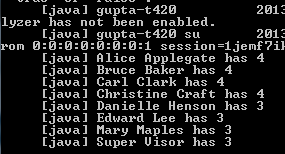 [java] gupta-t420 2013
lyzer has not been enabled.
[java] gupta-t420 su 2013
rom 0:0:0:0:0:0:0:1 session=1jemf7ik
[java] Alice Applegate has 4
[java] Bruce Baker has 4
[java] Carl Clark has 4
[java] Christine Craft has 4
[java] Danielle Henson has 3
[java] Edward Lee has 3
[java] Mary Maples has 3
[java] Super Visor has 3